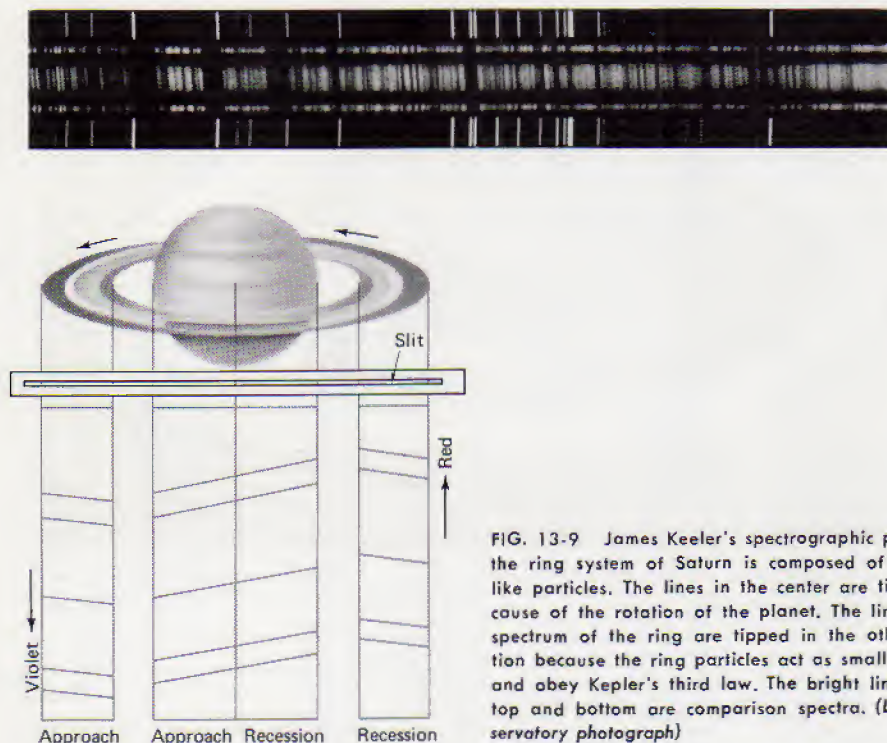 Slit
Red
Violet
Approach Approach Recession Recession
FIG. 13-9 James Keeler's spectrographic
the ring system of Saturn is composed of
like particles. The lines in the center are
cause of the rotation of the planet. The
spectrum of the ring are tipped in the
tion because the ring particles act as small
and obey Kepler's third law. The bright
top and bottom are comparison spectra.
servatory photograph)